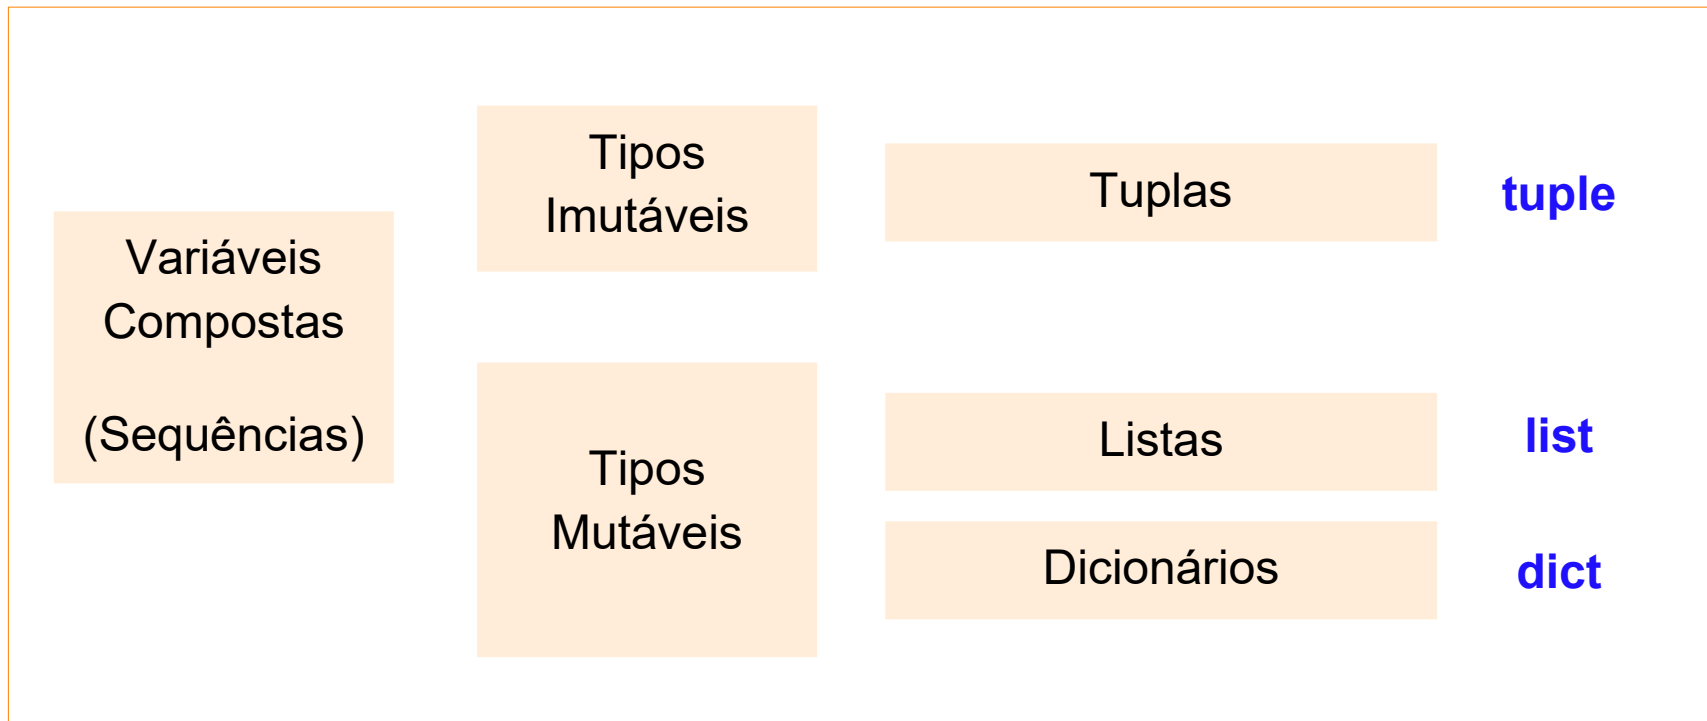 Variáveis
Compostas
(Sequências)
Tipos
Imutáveis
Tuplas
tuple
Tipos
Mutáveis
Listas
list
Dicionários
dict